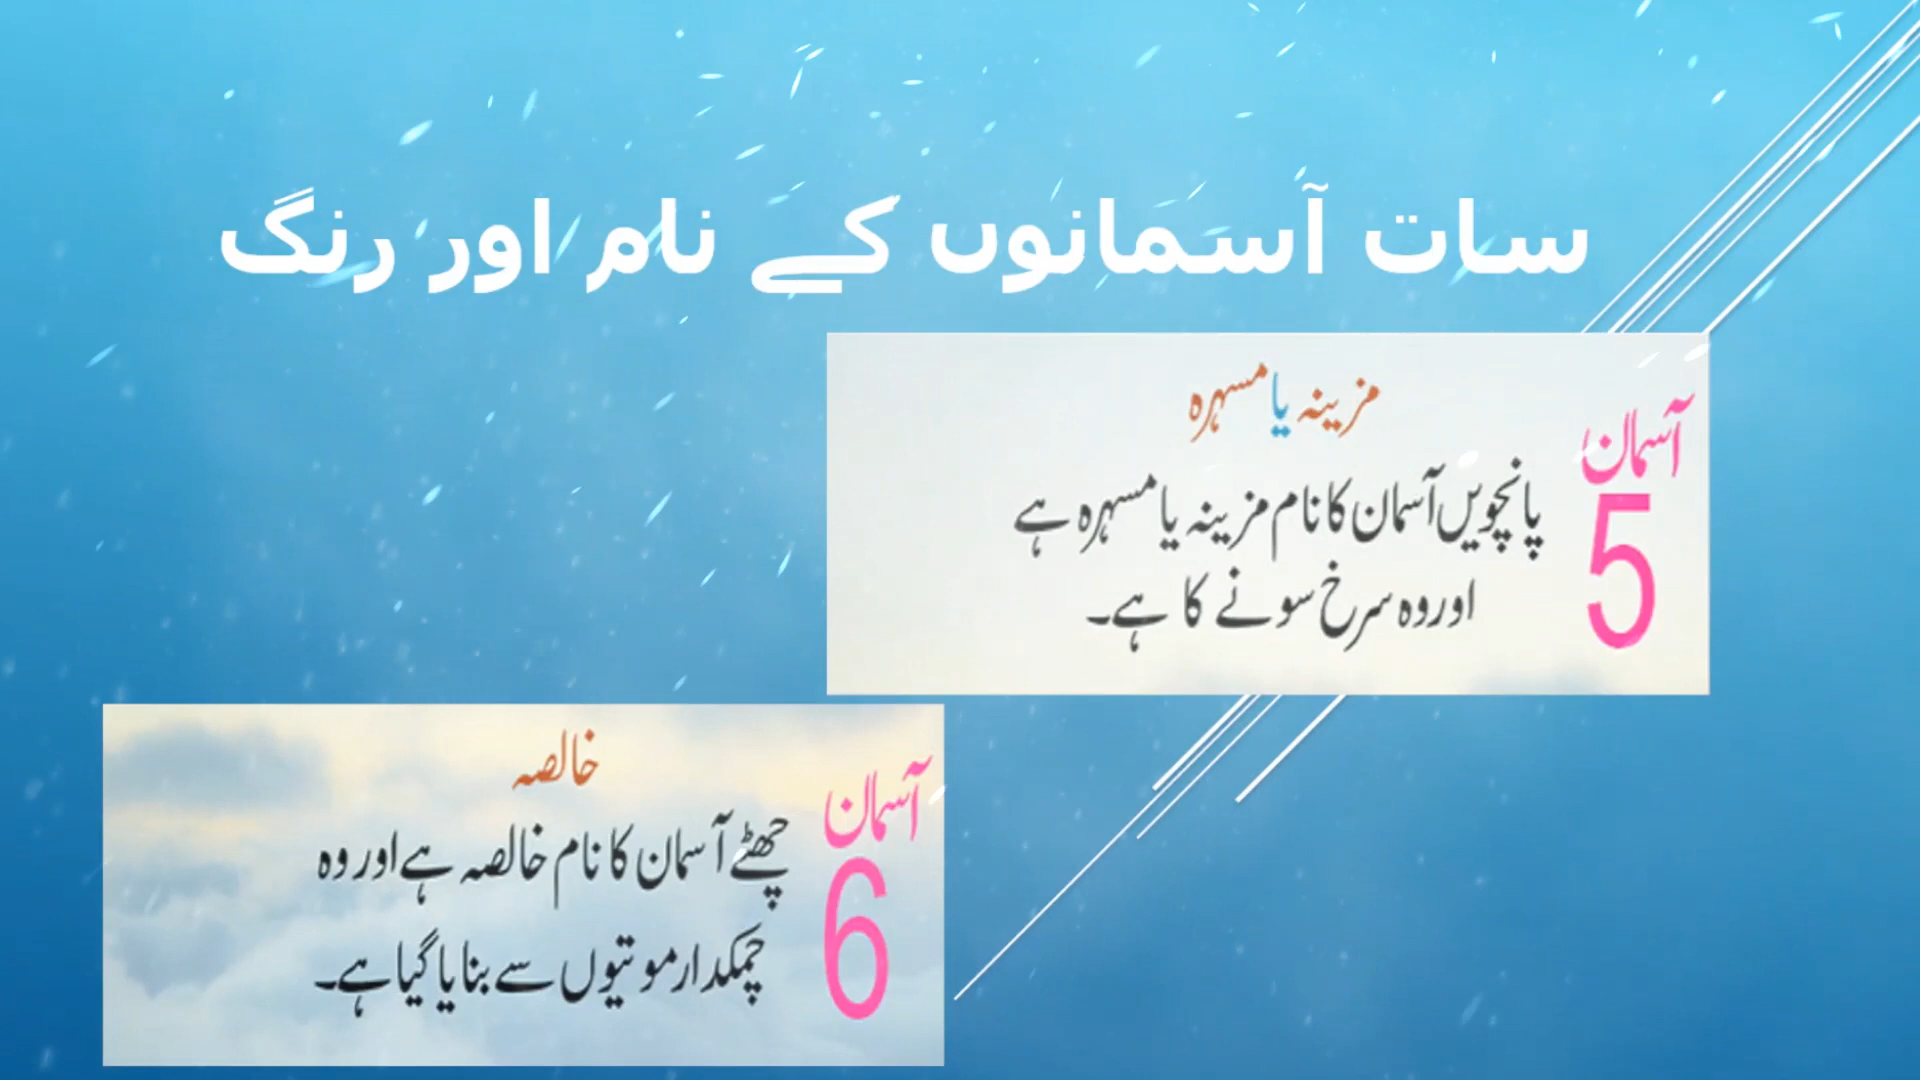 سات آسمانوں کے نام اور رنگ
آسمان
5
مزینہ یا مسہرہ
پانچویں آسمان کا نام مزینہ یا مسہرہ ہے
اور وہ سرخ سونے کا ہے۔
آسمان
6
خالصہ
چھٹے آسمان کا نام خالصہ ہے اور وہ
چمکدار موتیوں سے بنایا گیا ہے۔